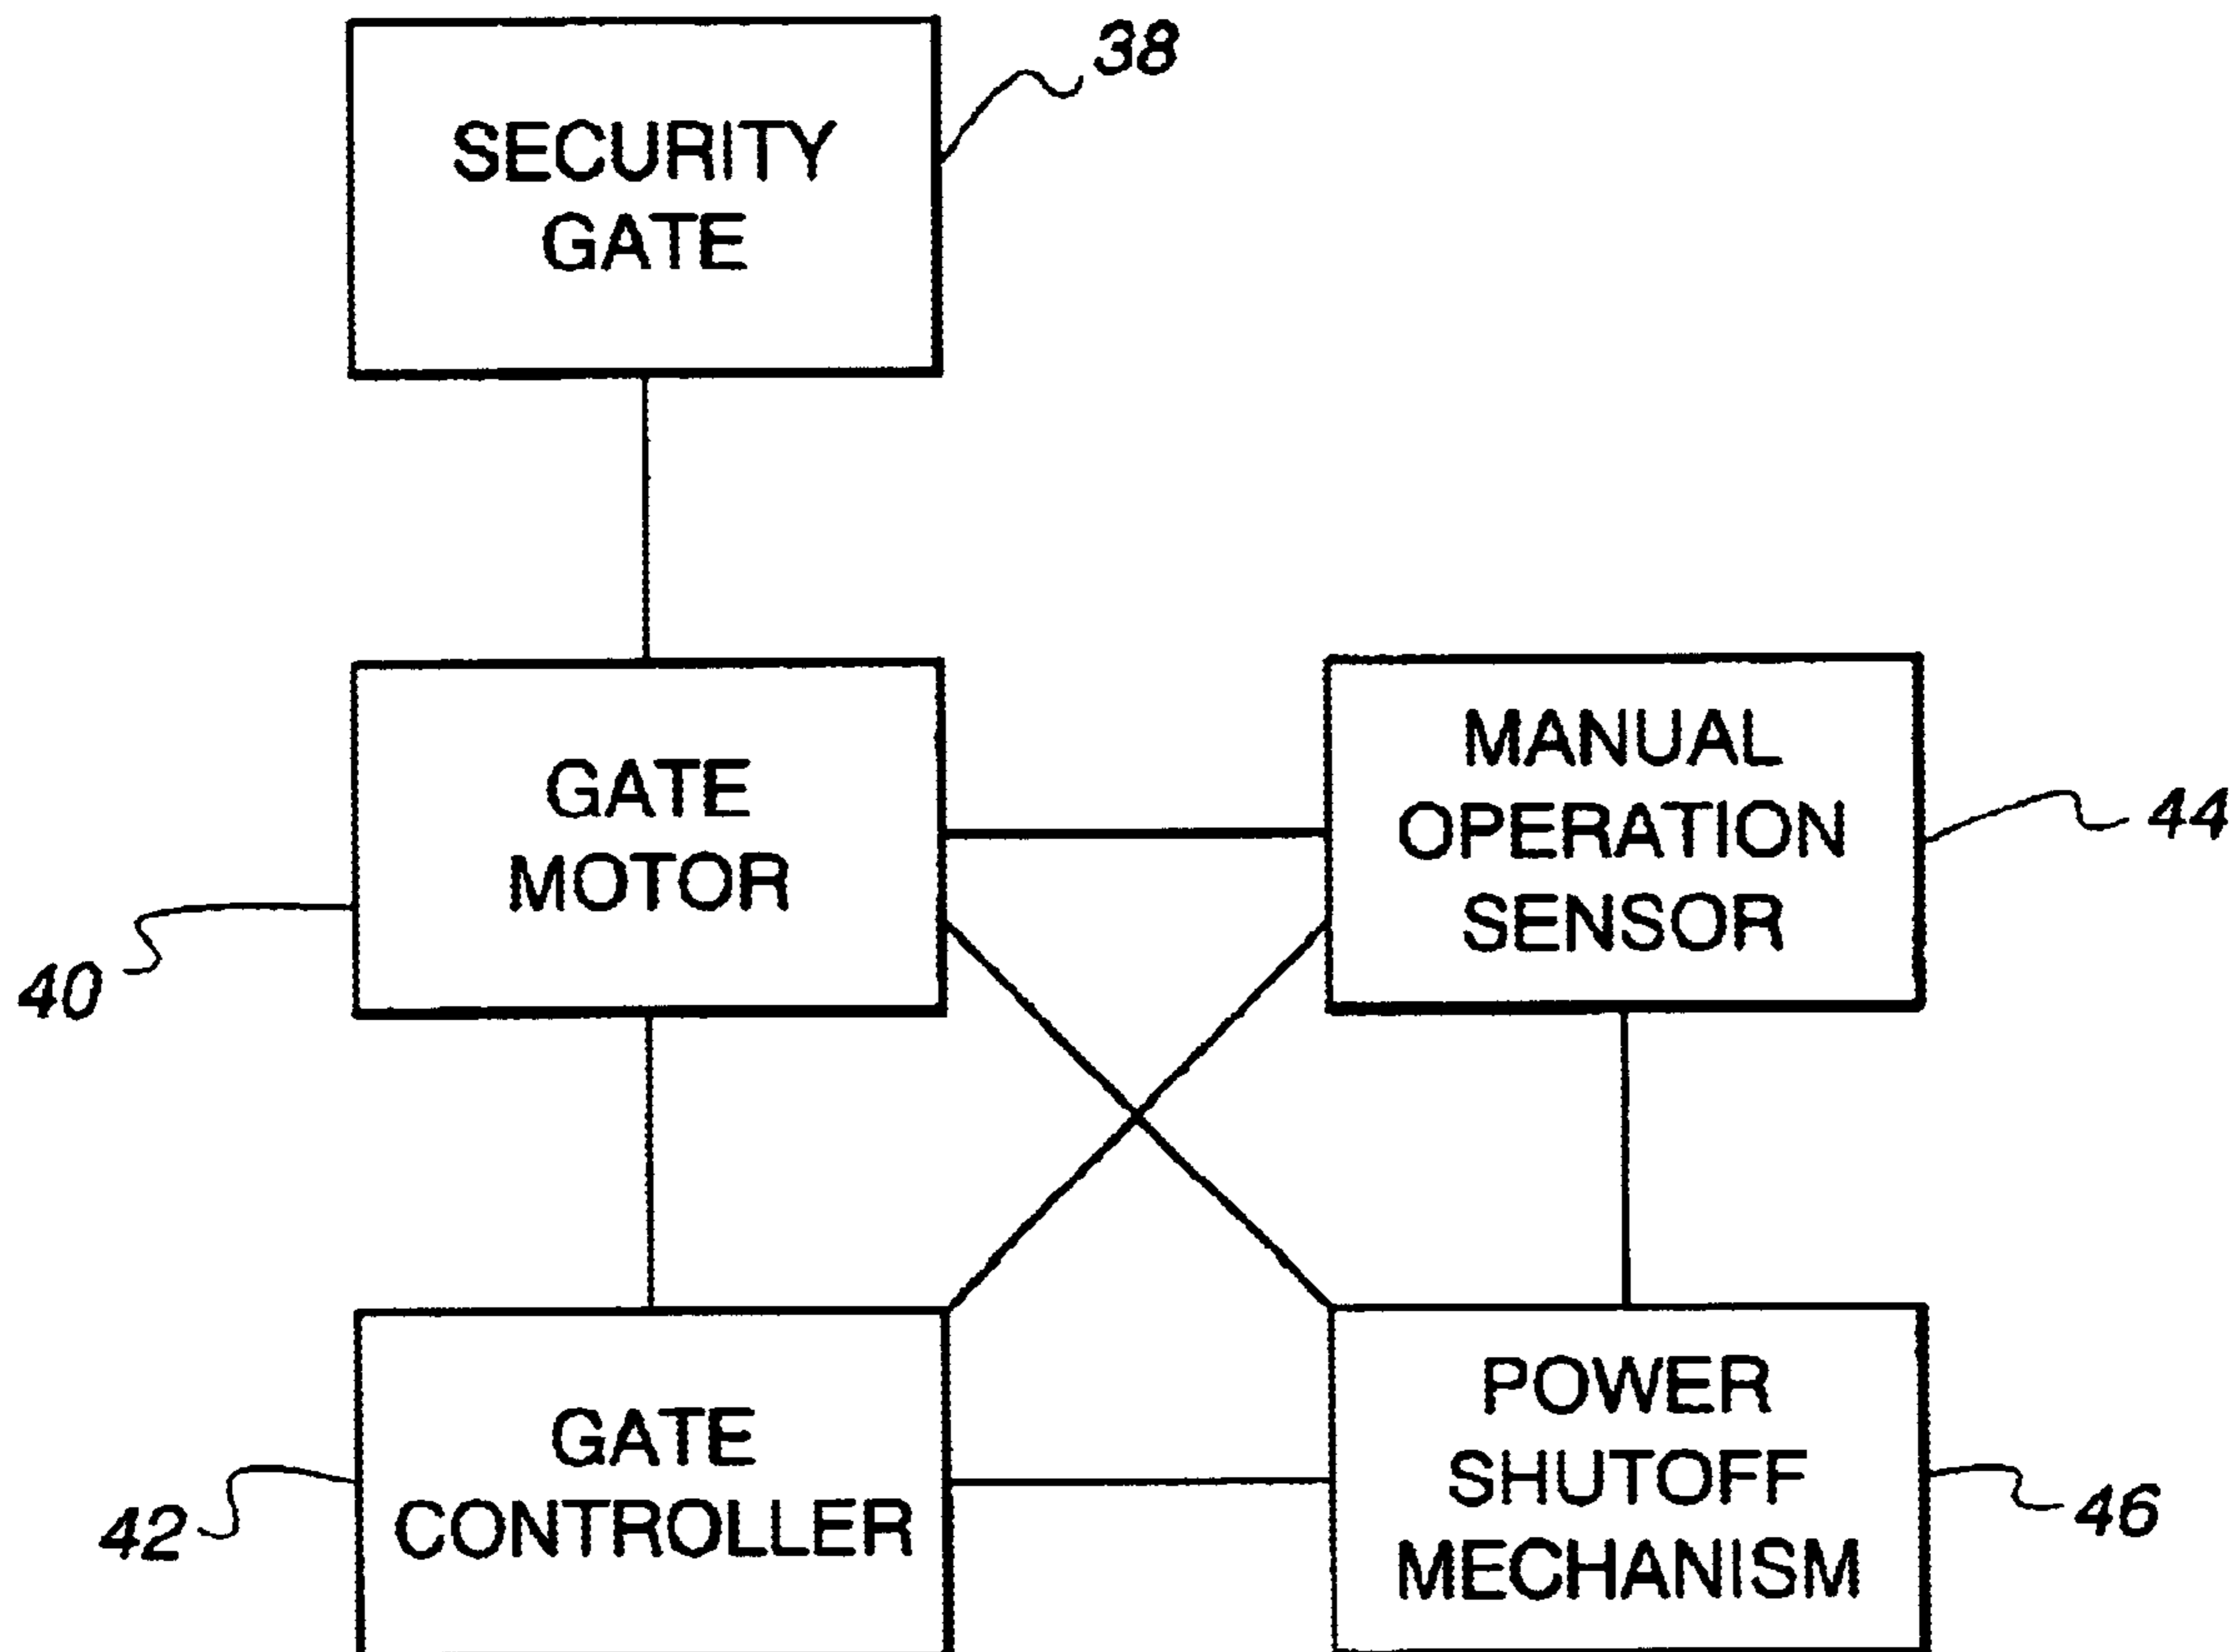 38
SECURITY
GATE
GATE
MOTOR
40
MANUAL
OPERATION
SENSOR
44
GATE
CONTROLLER
42
POWER
SHUTOFF
MECHANISM
46